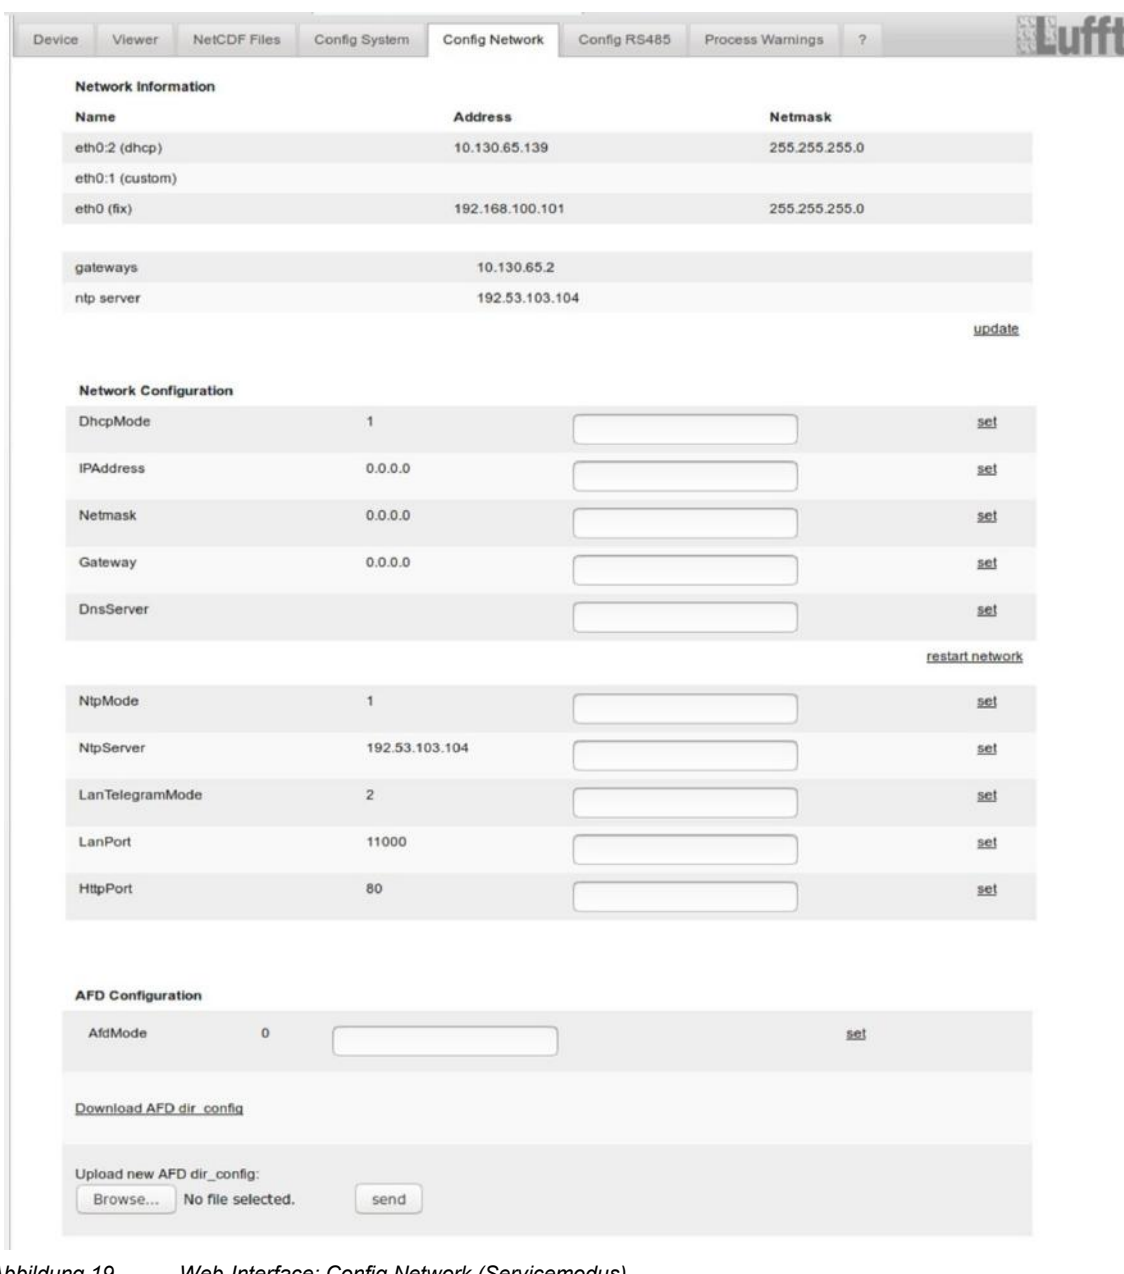 Device Viewer NetCDF Files Config System Config Network Config RS485 Process Warnings ? Lufft
Network Information
Name Address Netmask
eth0:2 (dhcp) 10.130.65.139 255.255.255.0
eth0:1 (custom)
eth0 (fix) 192.168.100.101 255.255.255.0
gateways 10.130.65.2
ntp server 192.53.103.104
update
Network Configuration
DhcpMode 1 set
IPAddress 0.0.0.0 set
Netmask 0.0.0.0 set
Gateway 0.0.0.0 set
DnsServer set
restart network
NtpMode 1 set
NtpServer 192.53.103.104 set
LanTelegramMode 2 set
LanPort 11000 set
HttpPort 80 set
AFD Configuration
AfdMode 0 set
Download AFD dir_config
Upload new AFD dir_config:
Browse... No file selected. send
Abbildung 19 Web-Interface: Config Network (Servicemodus)